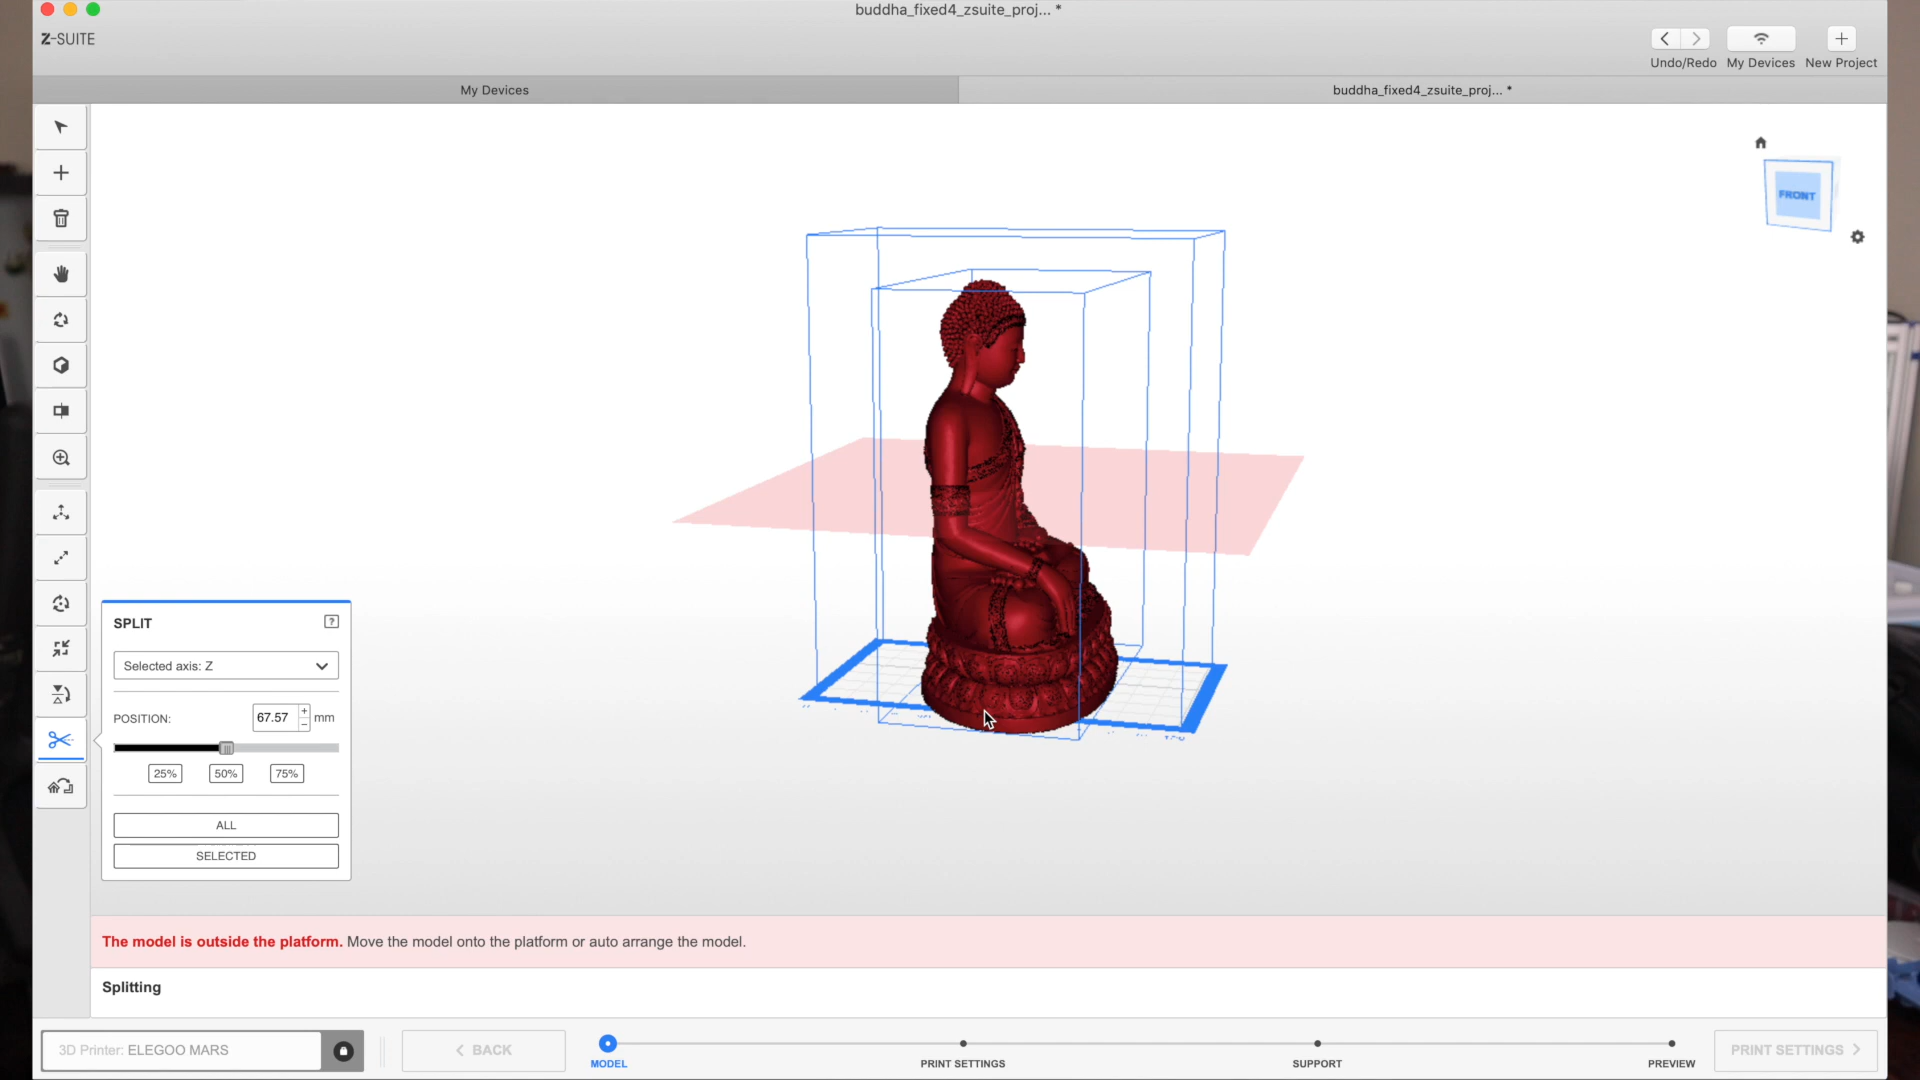 buddha_fixed4_zsuite_proj... *
Z-SUITE
Undo/Redo
My Devices
New Project
My Devices
buddha_fixed4_zsuite_proj... *
FRONT
SPLIT
?
Selected axis: Z
POSITION:
67.57
mm
25%
50%
75%
ALL
SELECTED
The model is outside the platform. Move the model onto the platform or auto arrange the model.
Splitting
3D Printer: ELEGOO MARS
BACK
MODEL
PRINT SETTINGS
SUPPORT
PREVIEW
PRINT SETTINGS